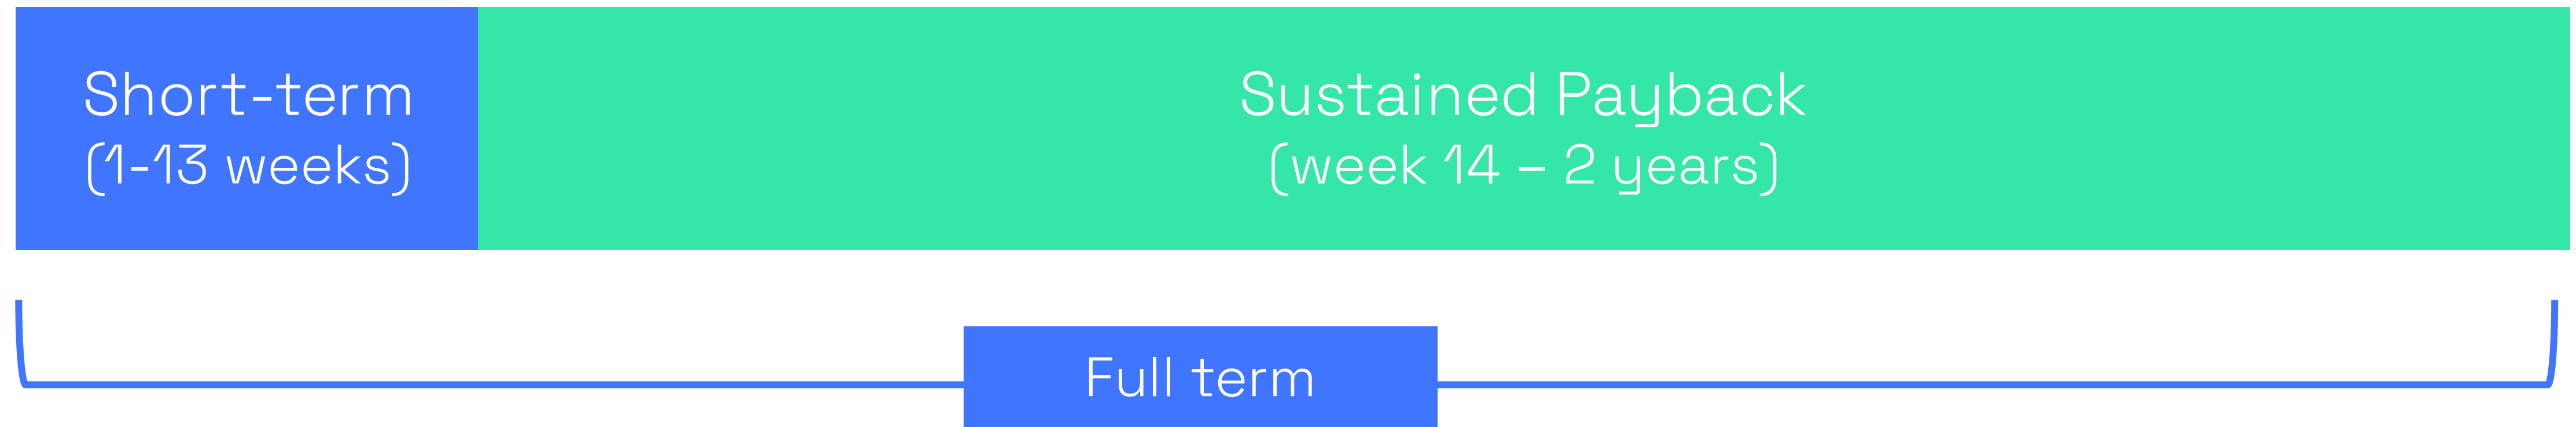 Short-term
(1-13 weeks)
Sustained Payback
(week 14 – 2 years)
Full term